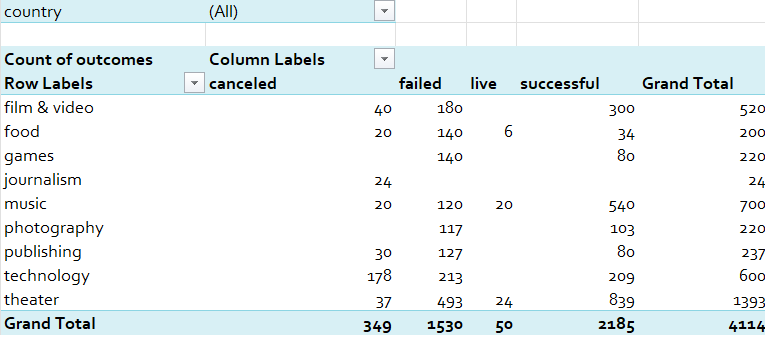 country (All)
Count of outcomes Column Labels
Row Labels canceled failed live successful Grand Total
film & video 40 180 300 520
food 20 140 6 34 200
games 140 80 220
journalism 24 24
music 20 120 20 540 700
photography 117 103 220
publishing 30 127 80 237
technology 178 213 209 600
theater 37 493 24 839 1393
Grand Total 349 1530 50 2185 4114